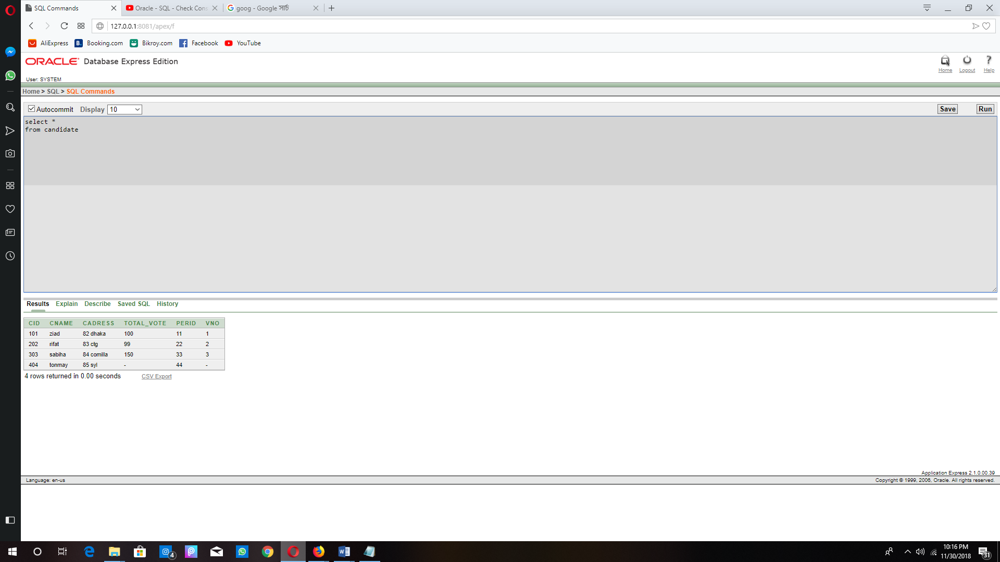 SQL Commands
Oracle - SQL - Check Cons
goog - Google সার্চ
127.0.0.1:8081/apex/f
AliExpress
B. Booking.com
Bikroy.com
Facebook
YouTube
ORACLE Database Express Edition
Home
Logout
? Help
User: SYSTEM
Home > SQL > SQL Commands
Autocommit
Display 10
Save
Run
select *
from candidate
Results Explain Describe Saved SQL History
CID CNAME CADRESS TOTAL_VOTE PERID VNO
101 ziad 82 dhaka 100 11 1
202 rifat 83 ctg 99 22 2
303 sabiha 84 comilla 150 33 3
404 tonmay 85 syl - 44 -
4 rows returned in 0.00 seconds
CSV Export
Application Express 2.1.0.00.39
Language: en-us
Copyright © 1999, 2006, Oracle. All rights reserved.
4
10:16 PM
11/30/2018
31